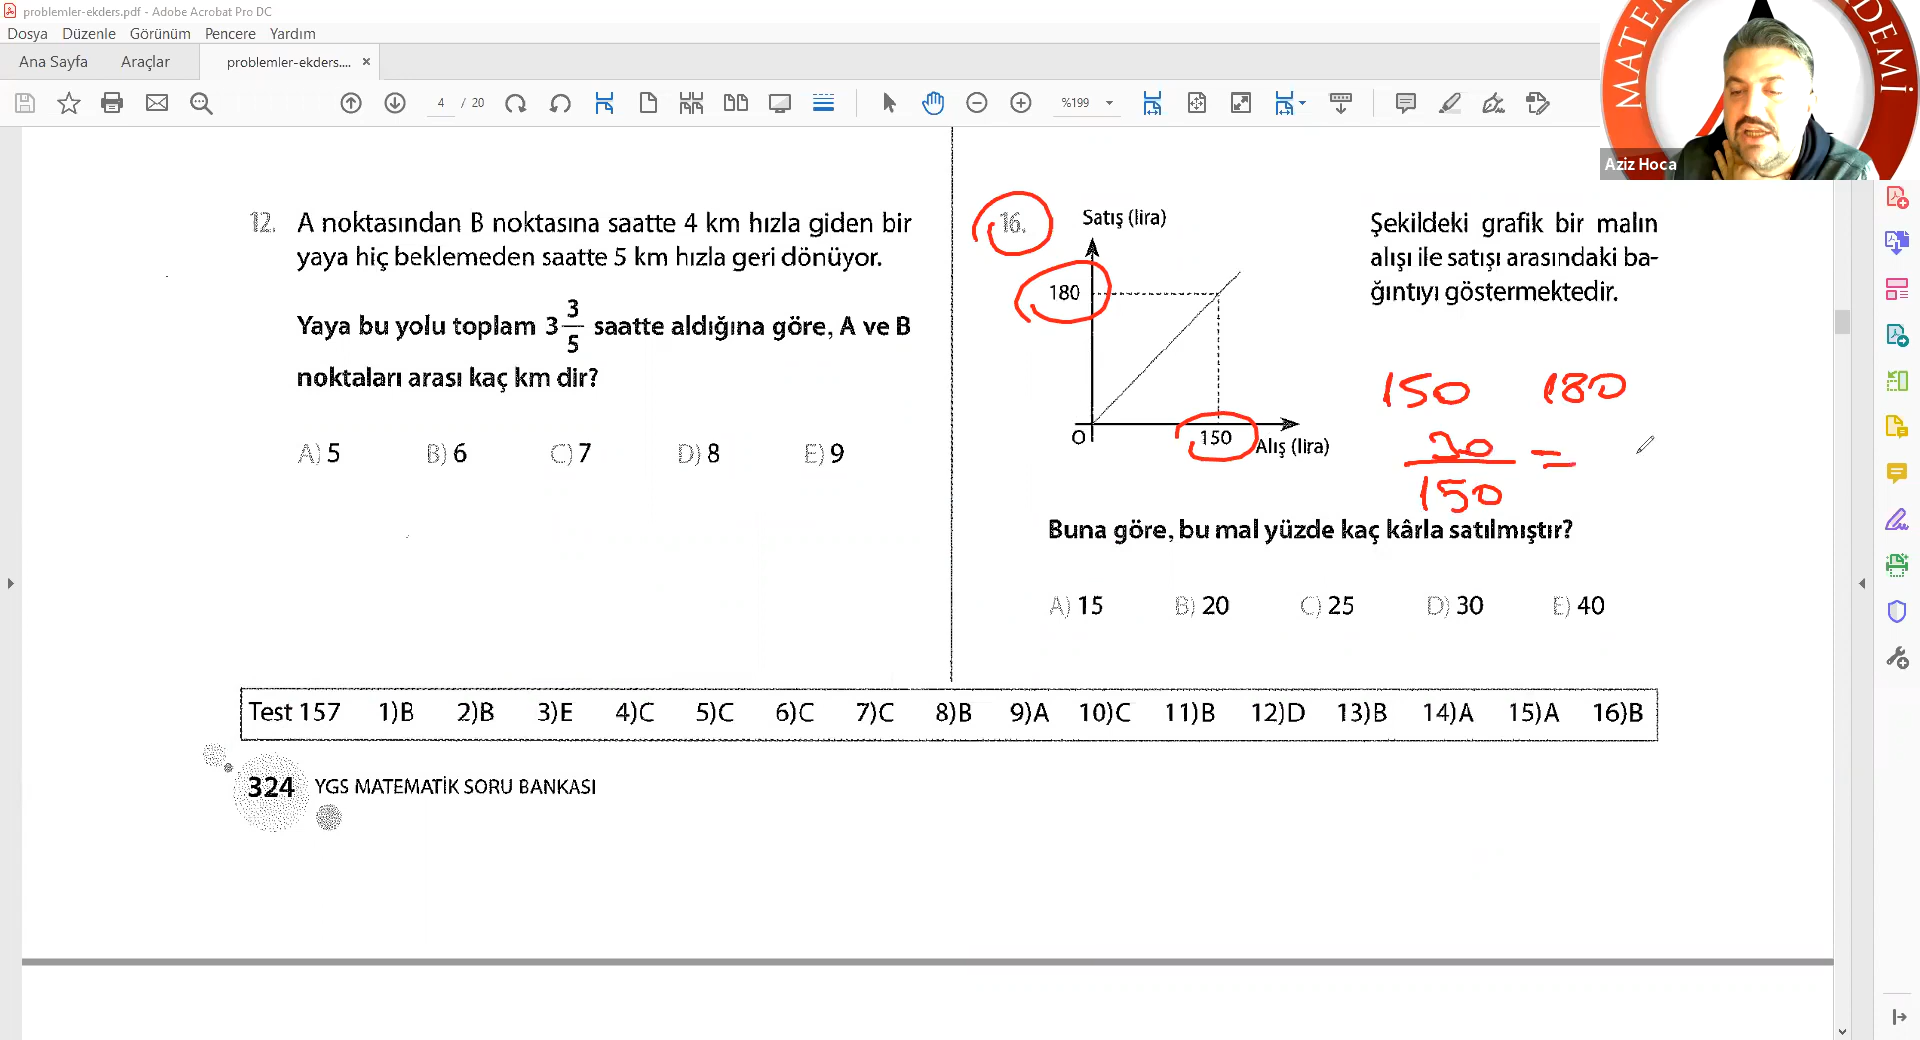 problemler-ekders.pdf - Adobe Acrobat Pro DC
Dosya Düzenle Görünüm Pencere Yardım
Ana Sayfa Araçlar problemler-ekders.... ×
4 / 20 %199
MATEM
DEMİ
Aziz Hoca
12. A noktasından B noktasına saatte 4 km hızla giden bir
yaya hiç beklemeden saatte 5 km hızla geri dönüyor.
Yaya bu yolu toplam 3 3/5 saatte aldığına göre, A ve B
noktaları arası kaç km dir?
A) 5 B) 6 C) 7 D) 8 E) 9
16. Satış (lira)
180
O 150 Alış (lira)
Şekildeki grafik bir malın
alışı ile satışı arasındaki ba-
ğıntıyı göstermektedir.
150 180
30/150 =
Buna göre, bu mal yüzde kaç kârla satılmıştır?
A) 15 B) 20 C) 25 D) 30 E) 40
Test 157 1)B 2)B 3)E 4)C 5)C 6)C 7)C 8)B 9)A 10)C 11)B 12)D 13)B 14)A 15)A 16)B
324 YGS MATEMATİK SORU BANKASI